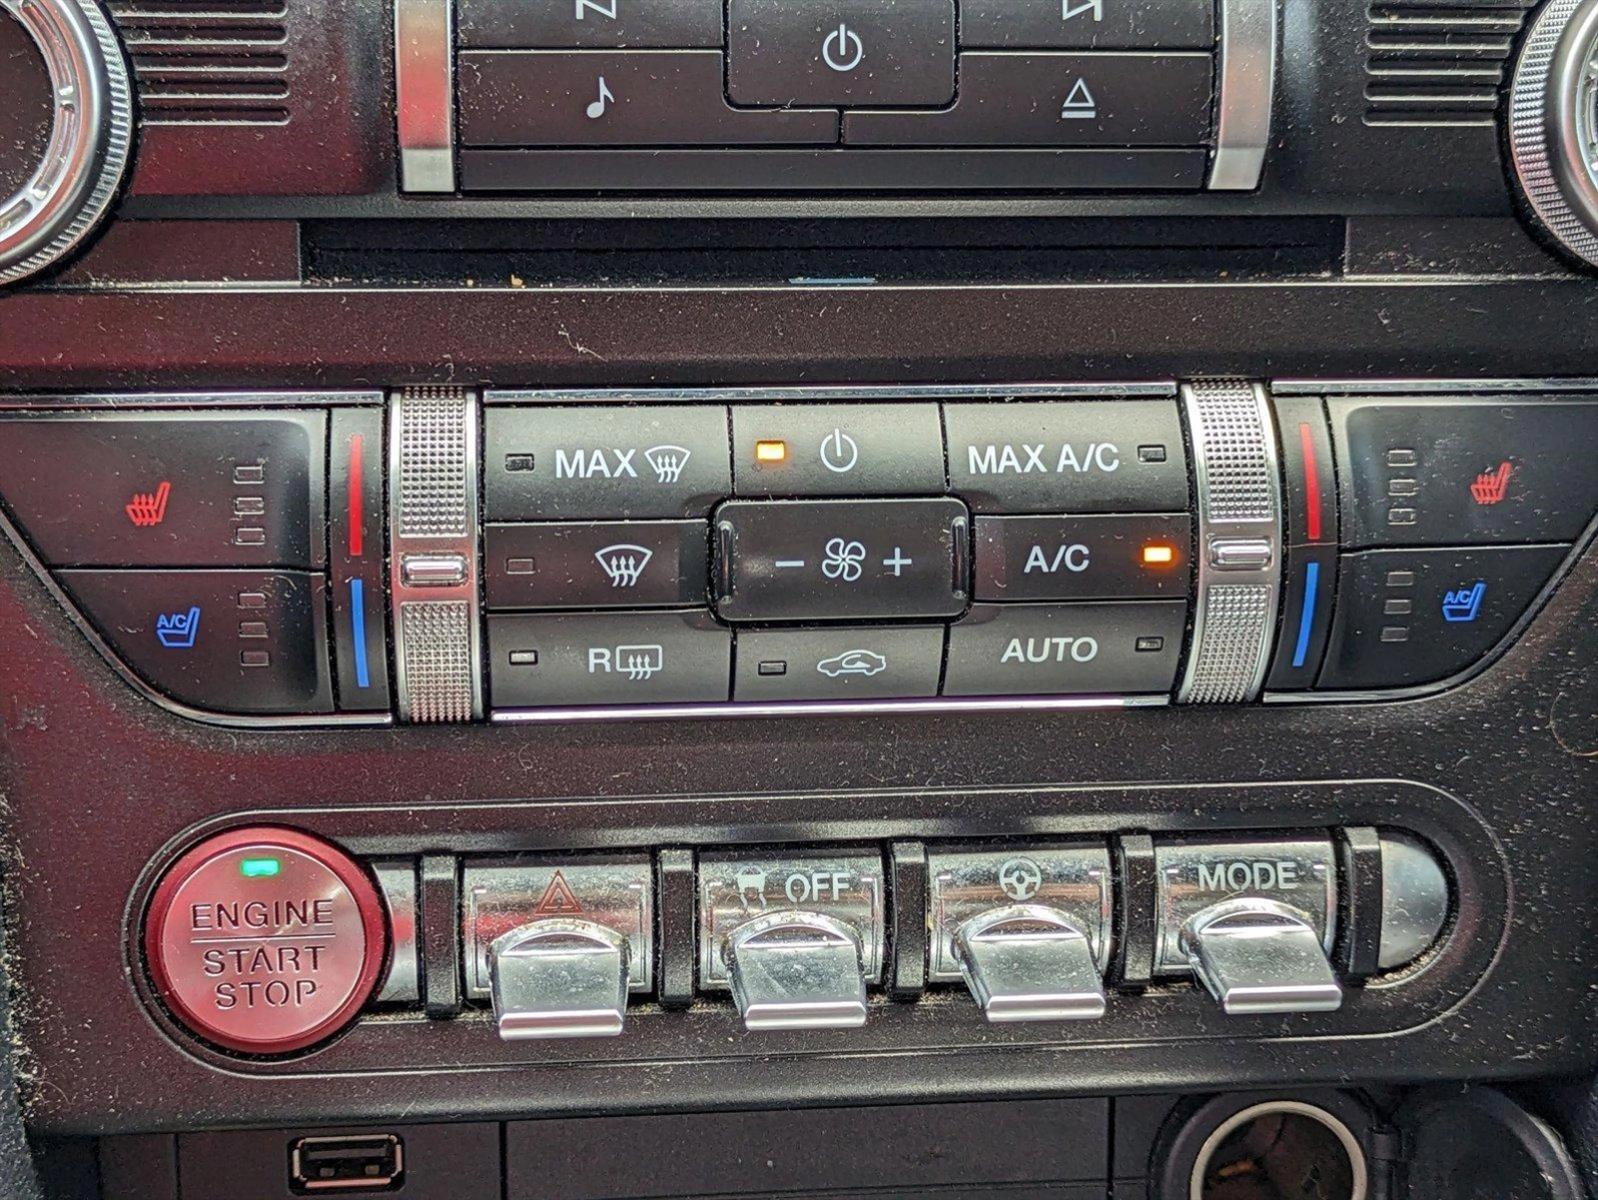 MAX
MAX A/C
A/C
R
AUTO
A/C
A/C
ENGINE
START
STOP
OFF
MODE